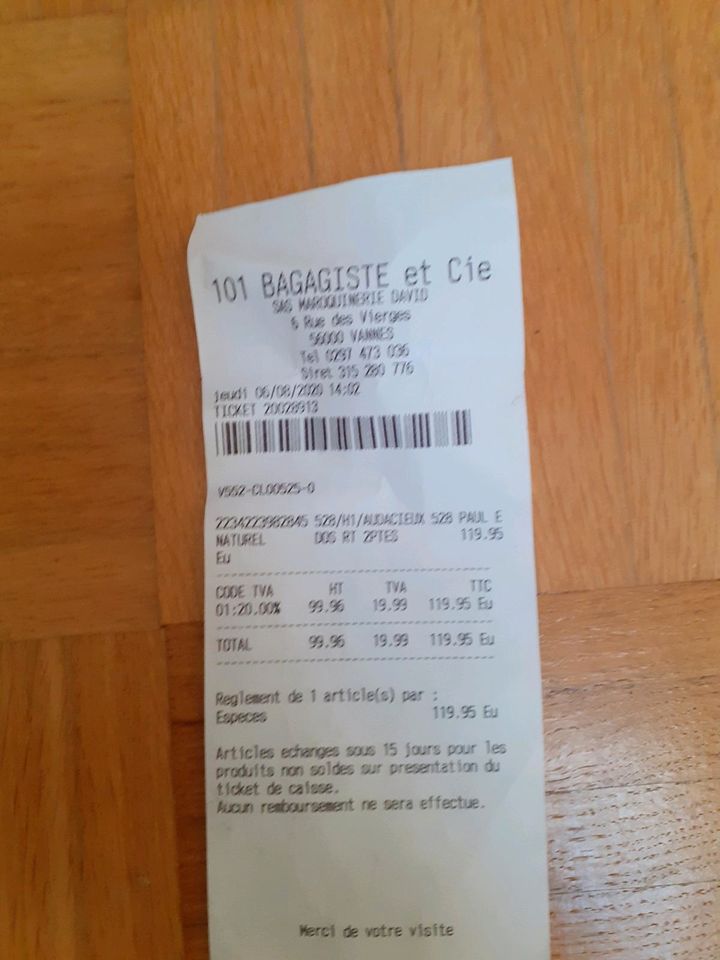 101 BAGAGISTE et Cie
SAS MAROQUINERIE DAVID
6 Rue des Vierges
56000 VANNES
Tel 0297 473 036
Siret 315 280 776
jeudi 06/08/2020 14:02
TICKET 20028913
V552-CL00525-0
2234223982845 528/H1/AUDACIEUX 528 PAUL E
NATUREL DOS RT 2PTES 119.95
Eu
CODE TVA HT TVA TTC
01:20.00% 99.96 19.99 119.95 Eu
TOTAL 99.96 19.99 119.95 Eu
Reglement de 1 article(s) par :
Especes 119.95 Eu
Articles echanges sous 15 jours pour les
produits non soldes sur presentation du
ticket de caisse.
Aucun remboursement ne sera effectue.
Merci de votre visite